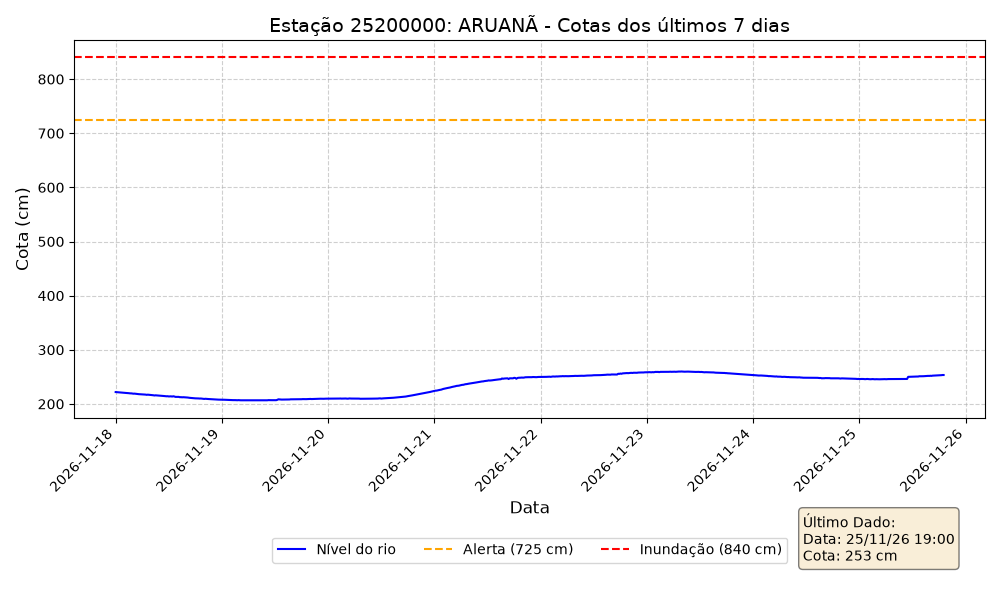 Estação 25200000: ARUANÃ - Cotas dos últimos 7 dias
Cota (cm)
800
700
600
500
400
300
200
2026-11-18
2026-11-19
2026-11-20
2026-11-21
2026-11-22
2026-11-23
2026-11-24
2026-11-25
2026-11-26
Data
Nível do rio
Alerta (725 cm)
Inundação (840 cm)
Último Dado:
Data: 25/11/26 19:00
Cota: 253 cm